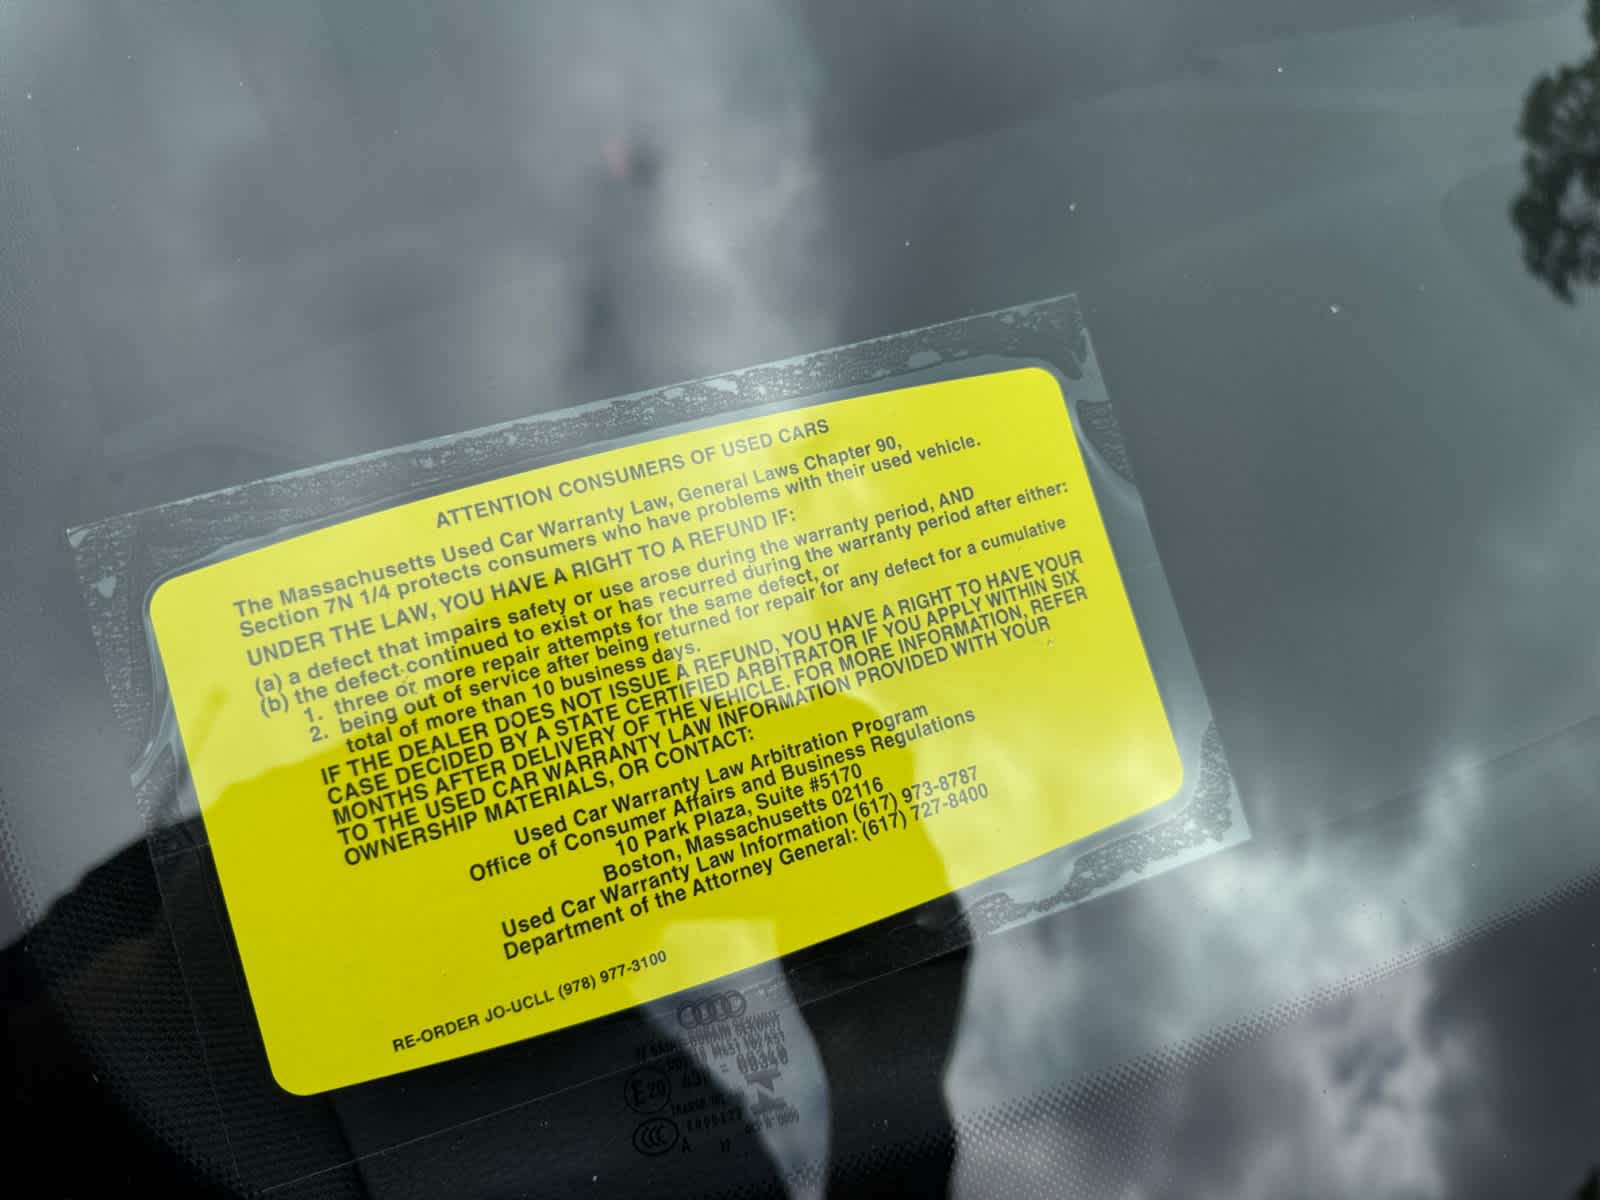 ATTENTION CONSUMERS OF USED CARS
The Massachusetts Used Car Warranty Law, General Laws Chapter 90,
Section 7N 1/4 protects consumers who have problems with their used vehicle.
UNDER THE LAW, YOU HAVE A RIGHT TO A REFUND IF:
(a) a defect that impairs safety or use arose during the warranty period, AND
(b) the defect continued to exist or has recurred during the warranty period after either:
1. three or more repair attempts for the same defect, or
2. being out of service after being returned for repair for any defect for a cumulative
total of more than 10 business days.
IF THE DEALER DOES NOT ISSUE A REFUND, YOU HAVE A RIGHT TO HAVE YOUR
CASE DECIDED BY A STATE CERTIFIED ARBITRATOR IF YOU APPLY WITHIN SIX
MONTHS AFTER DELIVERY OF THE VEHICLE. FOR MORE INFORMATION, REFER
TO THE USED CAR WARRANTY LAW INFORMATION PROVIDED WITH YOUR
OWNERSHIP MATERIALS, OR CONTACT:
Used Car Warranty Law Arbitration Program
Office of Consumer Affairs and Business Regulations
10 Park Plaza, Suite #5170
Boston, Massachusetts 02116
Used Car Warranty Law Information (617) 973-8787
Department of the Attorney General: (617) 727-8400
RE-ORDER JO-UCLL (978) 977-3100
E20
CCC